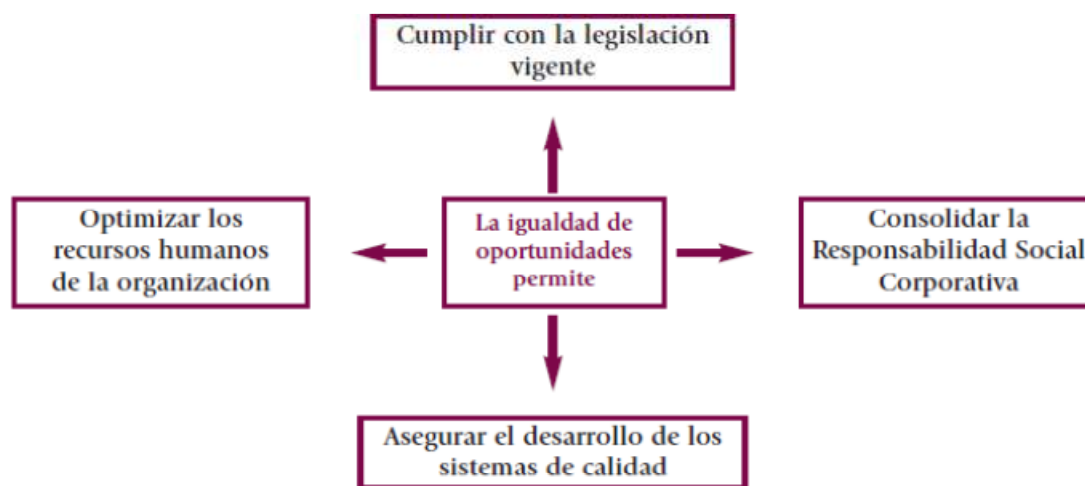 Cumplir con la legislación
vigente
Optimizar los
recursos humanos
de la organización
La igualdad de
oportunidades
permite
Consolidar la
Responsabilidad Social
Corporativa
Asegurar el desarrollo de los
sistemas de calidad